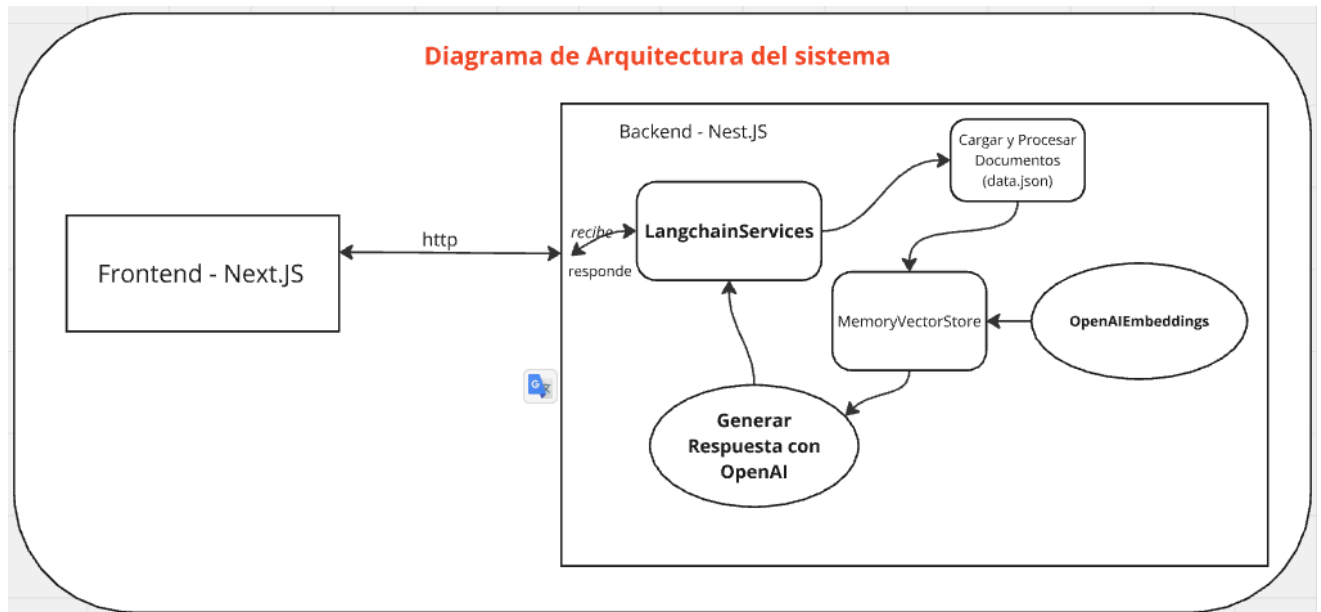 Diagrama de Arquitectura del sistema
Backend - Nest.JS
Cargar y Procesar
Documentos
(data.json)
recibe
LangchainServices
http
responde
Frontend - Next.JS
MemoryVectorStore
OpenAIEmbeddings
G
Generar
Respuesta con
OpenAI